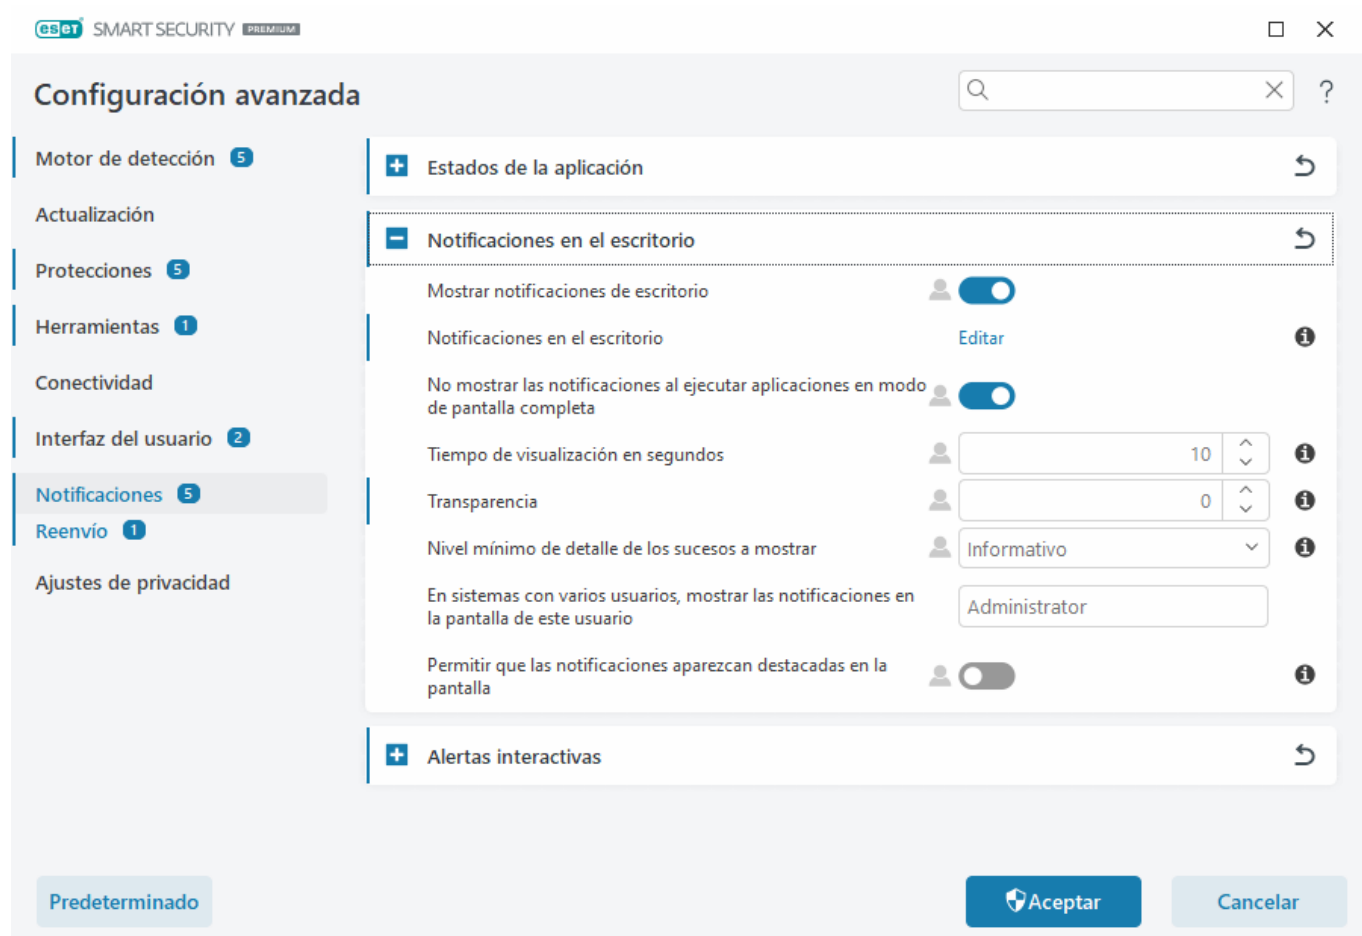 eset SMART SECURITY PREMIUM
Configuración avanzada
?
Motor de detección 5
Actualización
Protecciones 5
Herramientas 1
Conectividad
Interfaz del usuario 2
Notificaciones 5
Reenvío 1
Ajustes de privacidad
Estados de la aplicación
Notificaciones en el escritorio
Mostrar notificaciones de escritorio
Notificaciones en el escritorio Editar
No mostrar las notificaciones al ejecutar aplicaciones en modo
de pantalla completa
Tiempo de visualización en segundos 10
Transparencia 0
Nivel mínimo de detalle de los sucesos a mostrar Informativo
En sistemas con varios usuarios, mostrar las notificaciones en
la pantalla de este usuario
Administrator
Permitir que las notificaciones aparezcan destacadas en la
pantalla
Alertas interactivas
Predeterminado
Aceptar
Cancelar